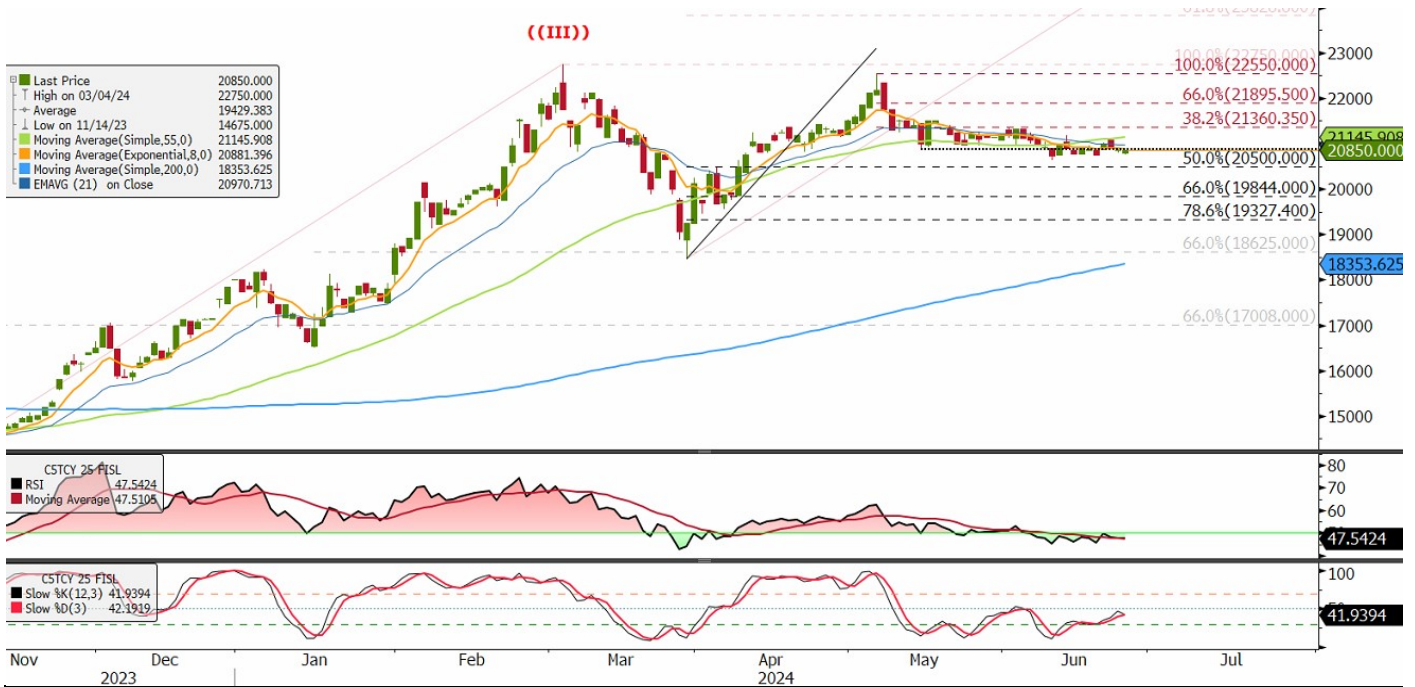 ((III))
Last Price 20850.000
High on 03/04/24 22750.000
Average 19429.383
Low on 11/14/23 14675.000
Moving Average(Simple,55,0) 21145.908
Moving Average(Exponential,8,0) 20881.396
Moving Average(Simple,200,0) 18353.625
EMAVG (21) on Close 20970.713
100.0%(22750.000)
100.0%(22550.000)
66.0%(21895.500)
38.2%(21360.350)
50.0%(20500.000)
66.0%(19844.000)
78.6%(19327.400)
66.0%(18625.000)
66.0%(17008.000)
23000
22000
21145.908
20850.000
20000
19000
18353.625
18000
17000
16000
15000
CSTCY 25 FISL
RSI 47.5424
Moving Average 47.5105
80
70
60
47.5424
CSTCY 25 FISL
Slow %K(12,3) 41.9394
Slow %D(3) 42.1919
100
41.9394
Nov Dec Jan Feb Mar Apr May Jun Jul
2023 2024